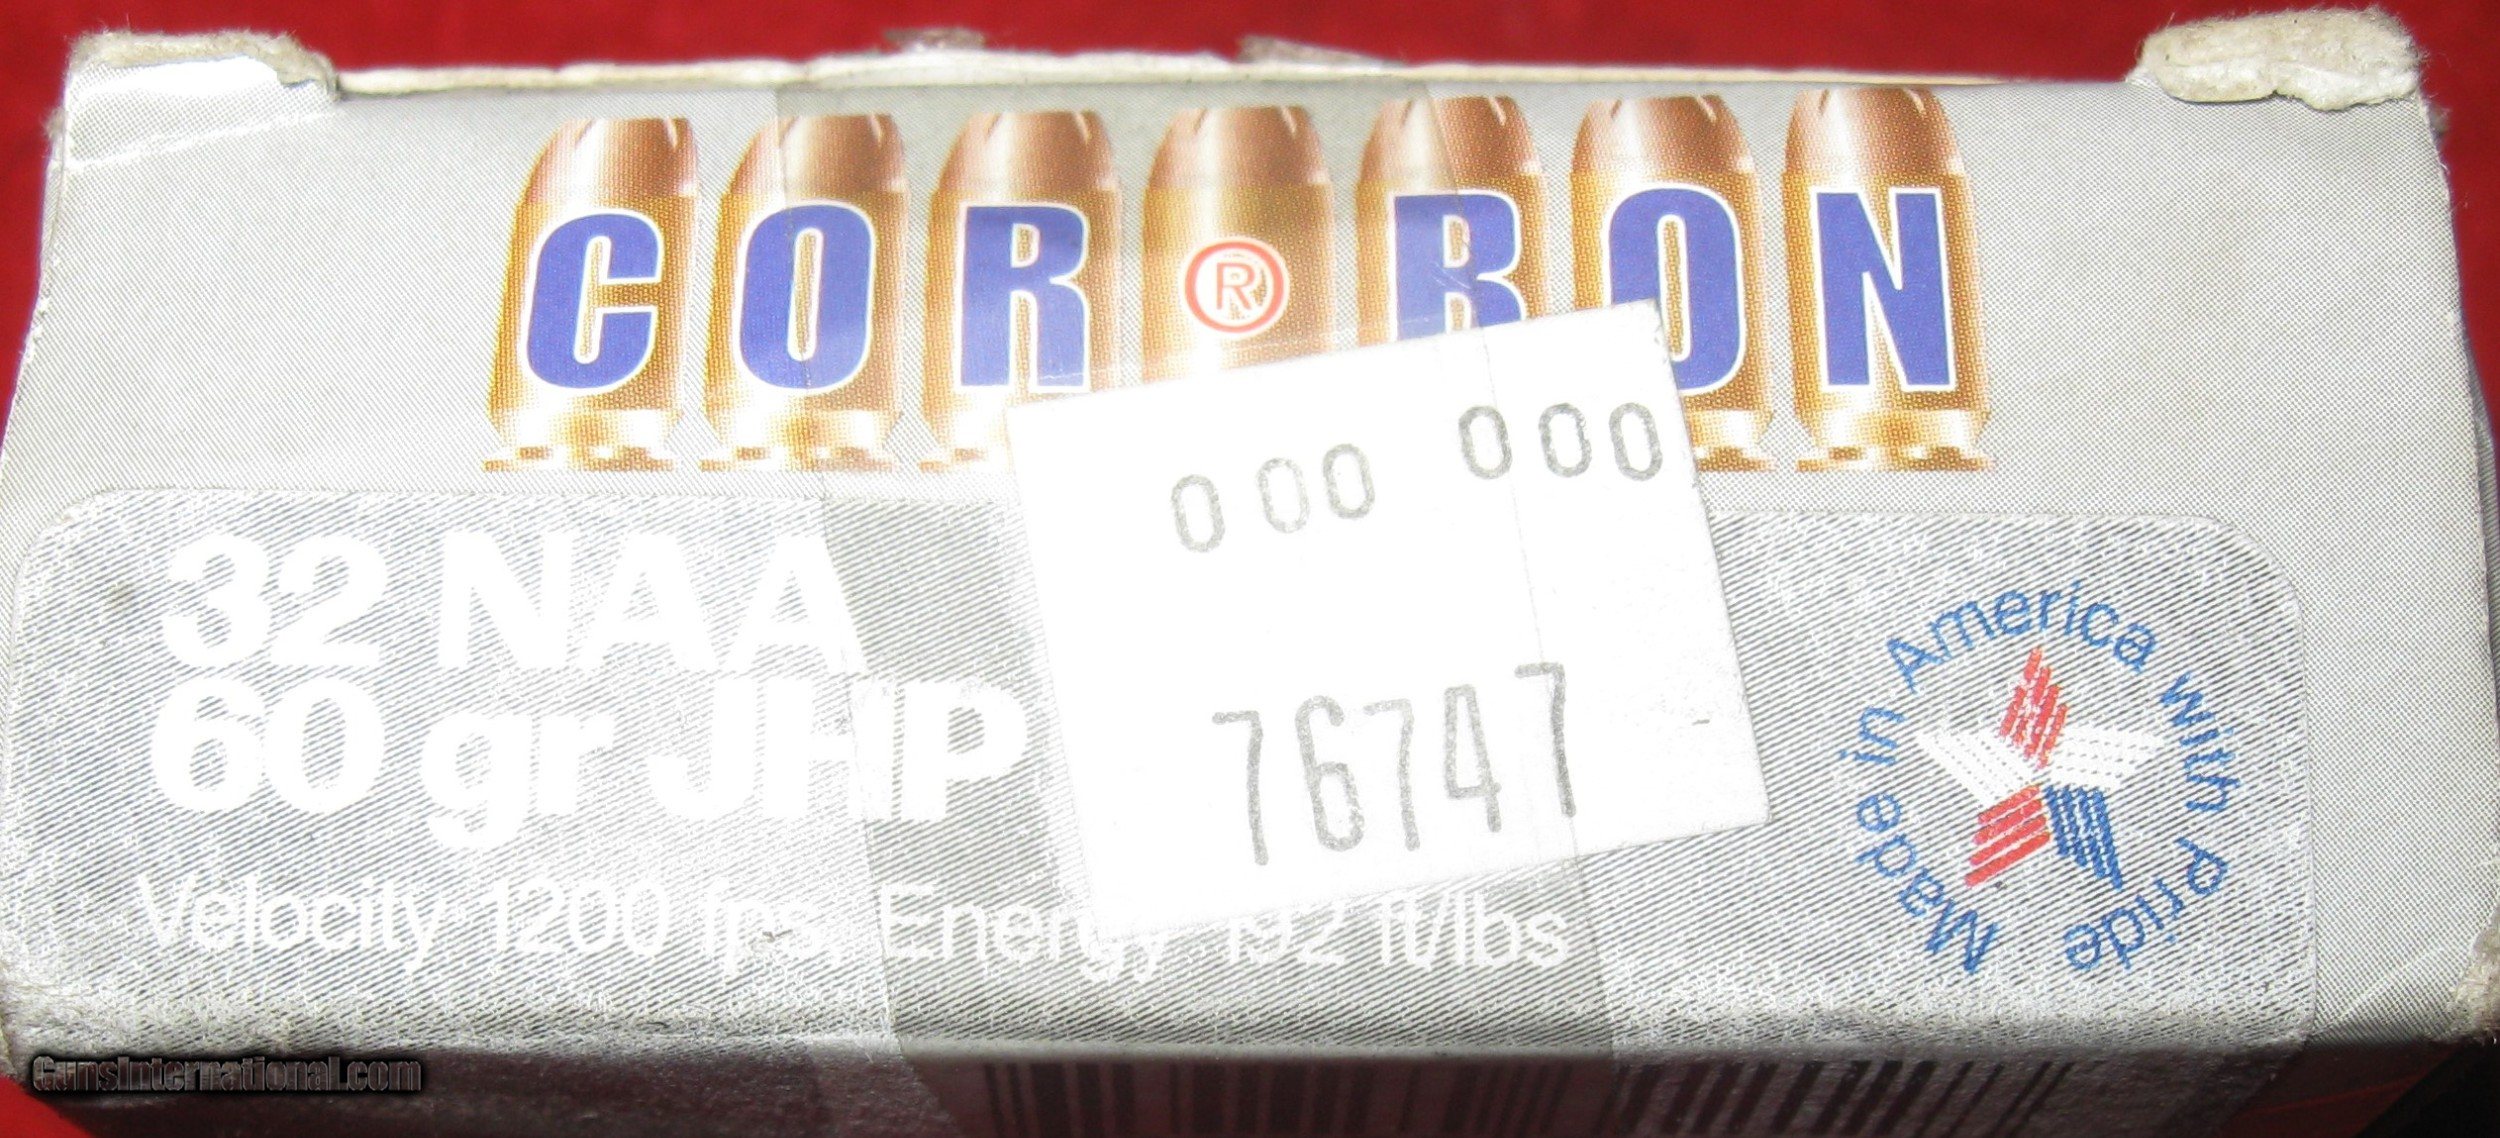 COR®RON
000 000
32 NAA
60 gr JHP
76747
Velocity 1200 fps, Energy 192 ft/lbs
Made in America with Pride
GunsInternational.com